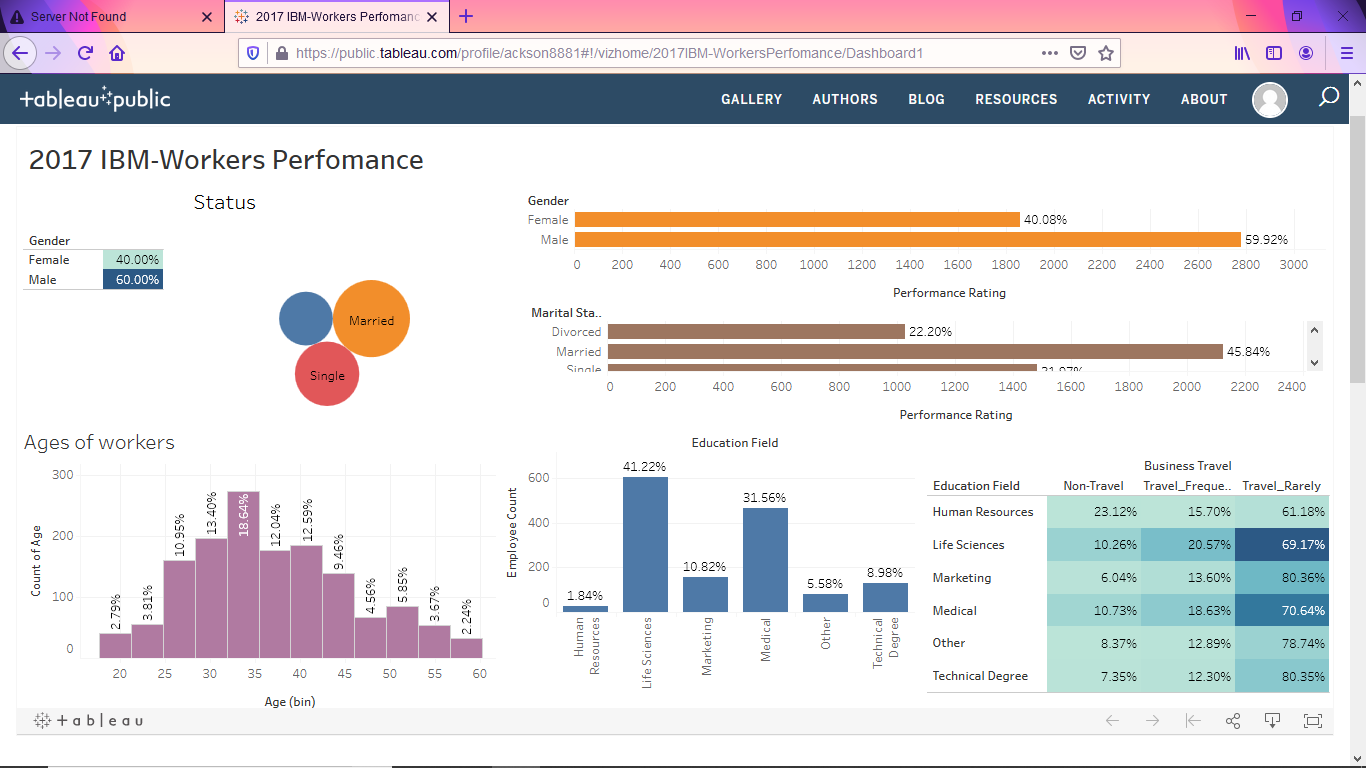 Server Not Found
2017 IBM-Workers Perfomanc
https://public.tableau.com/profile/ackson8881#!/vizhome/2017IBM-WorkersPerfomance/Dashboard1
+ableau+public
GALLERY AUTHORS BLOG RESOURCES ACTIVITY ABOUT
2017 IBM-Workers Perfomance
Status
Gender
Female 40.00%
Male 60.00%
Married
Single
Gender
Female 40.08%
Male 59.92%
0 200 400 600 800 1000 1200 1400 1600 1800 2000 2200 2400 2600 2800 3000
Performance Rating
Marital Sta..
Divorced 22.20%
Married 45.84%
Single 31.97%
0 200 400 600 800 1000 1200 1400 1600 1800 2000 2200 2400
Performance Rating
Ages of workers
Count of Age
300
200
100
0
2.79% 3.81% 10.95% 13.40% 18.64% 12.04% 12.59% 9.46% 4.56% 5.85% 3.67% 2.24%
20 25 30 35 40 45 50 55 60
Age (bin)
Education Field
Employee Count
600
400
200
0
1.84% 41.22% 10.82% 31.56% 5.58% 8.98%
Human Resources
Life Sciences
Marketing
Medical
Other
Technical Degree
Business Travel
Education Field Non-Travel Travel_Freque.. Travel_Rarely
Human Resources 23.12% 15.70% 61.18%
Life Sciences 10.26% 20.57% 69.17%
Marketing 6.04% 13.60% 80.36%
Medical 10.73% 18.63% 70.64%
Other 8.37% 12.89% 78.74%
Technical Degree 7.35% 12.30% 80.35%
+ableau